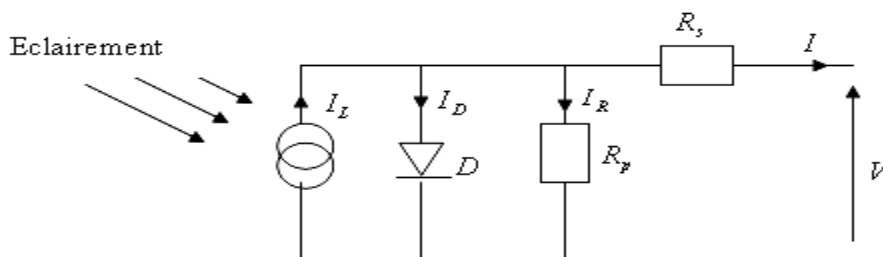 Eclairement
R_s
I
I_L
I_D
I_R
D
R_p
V